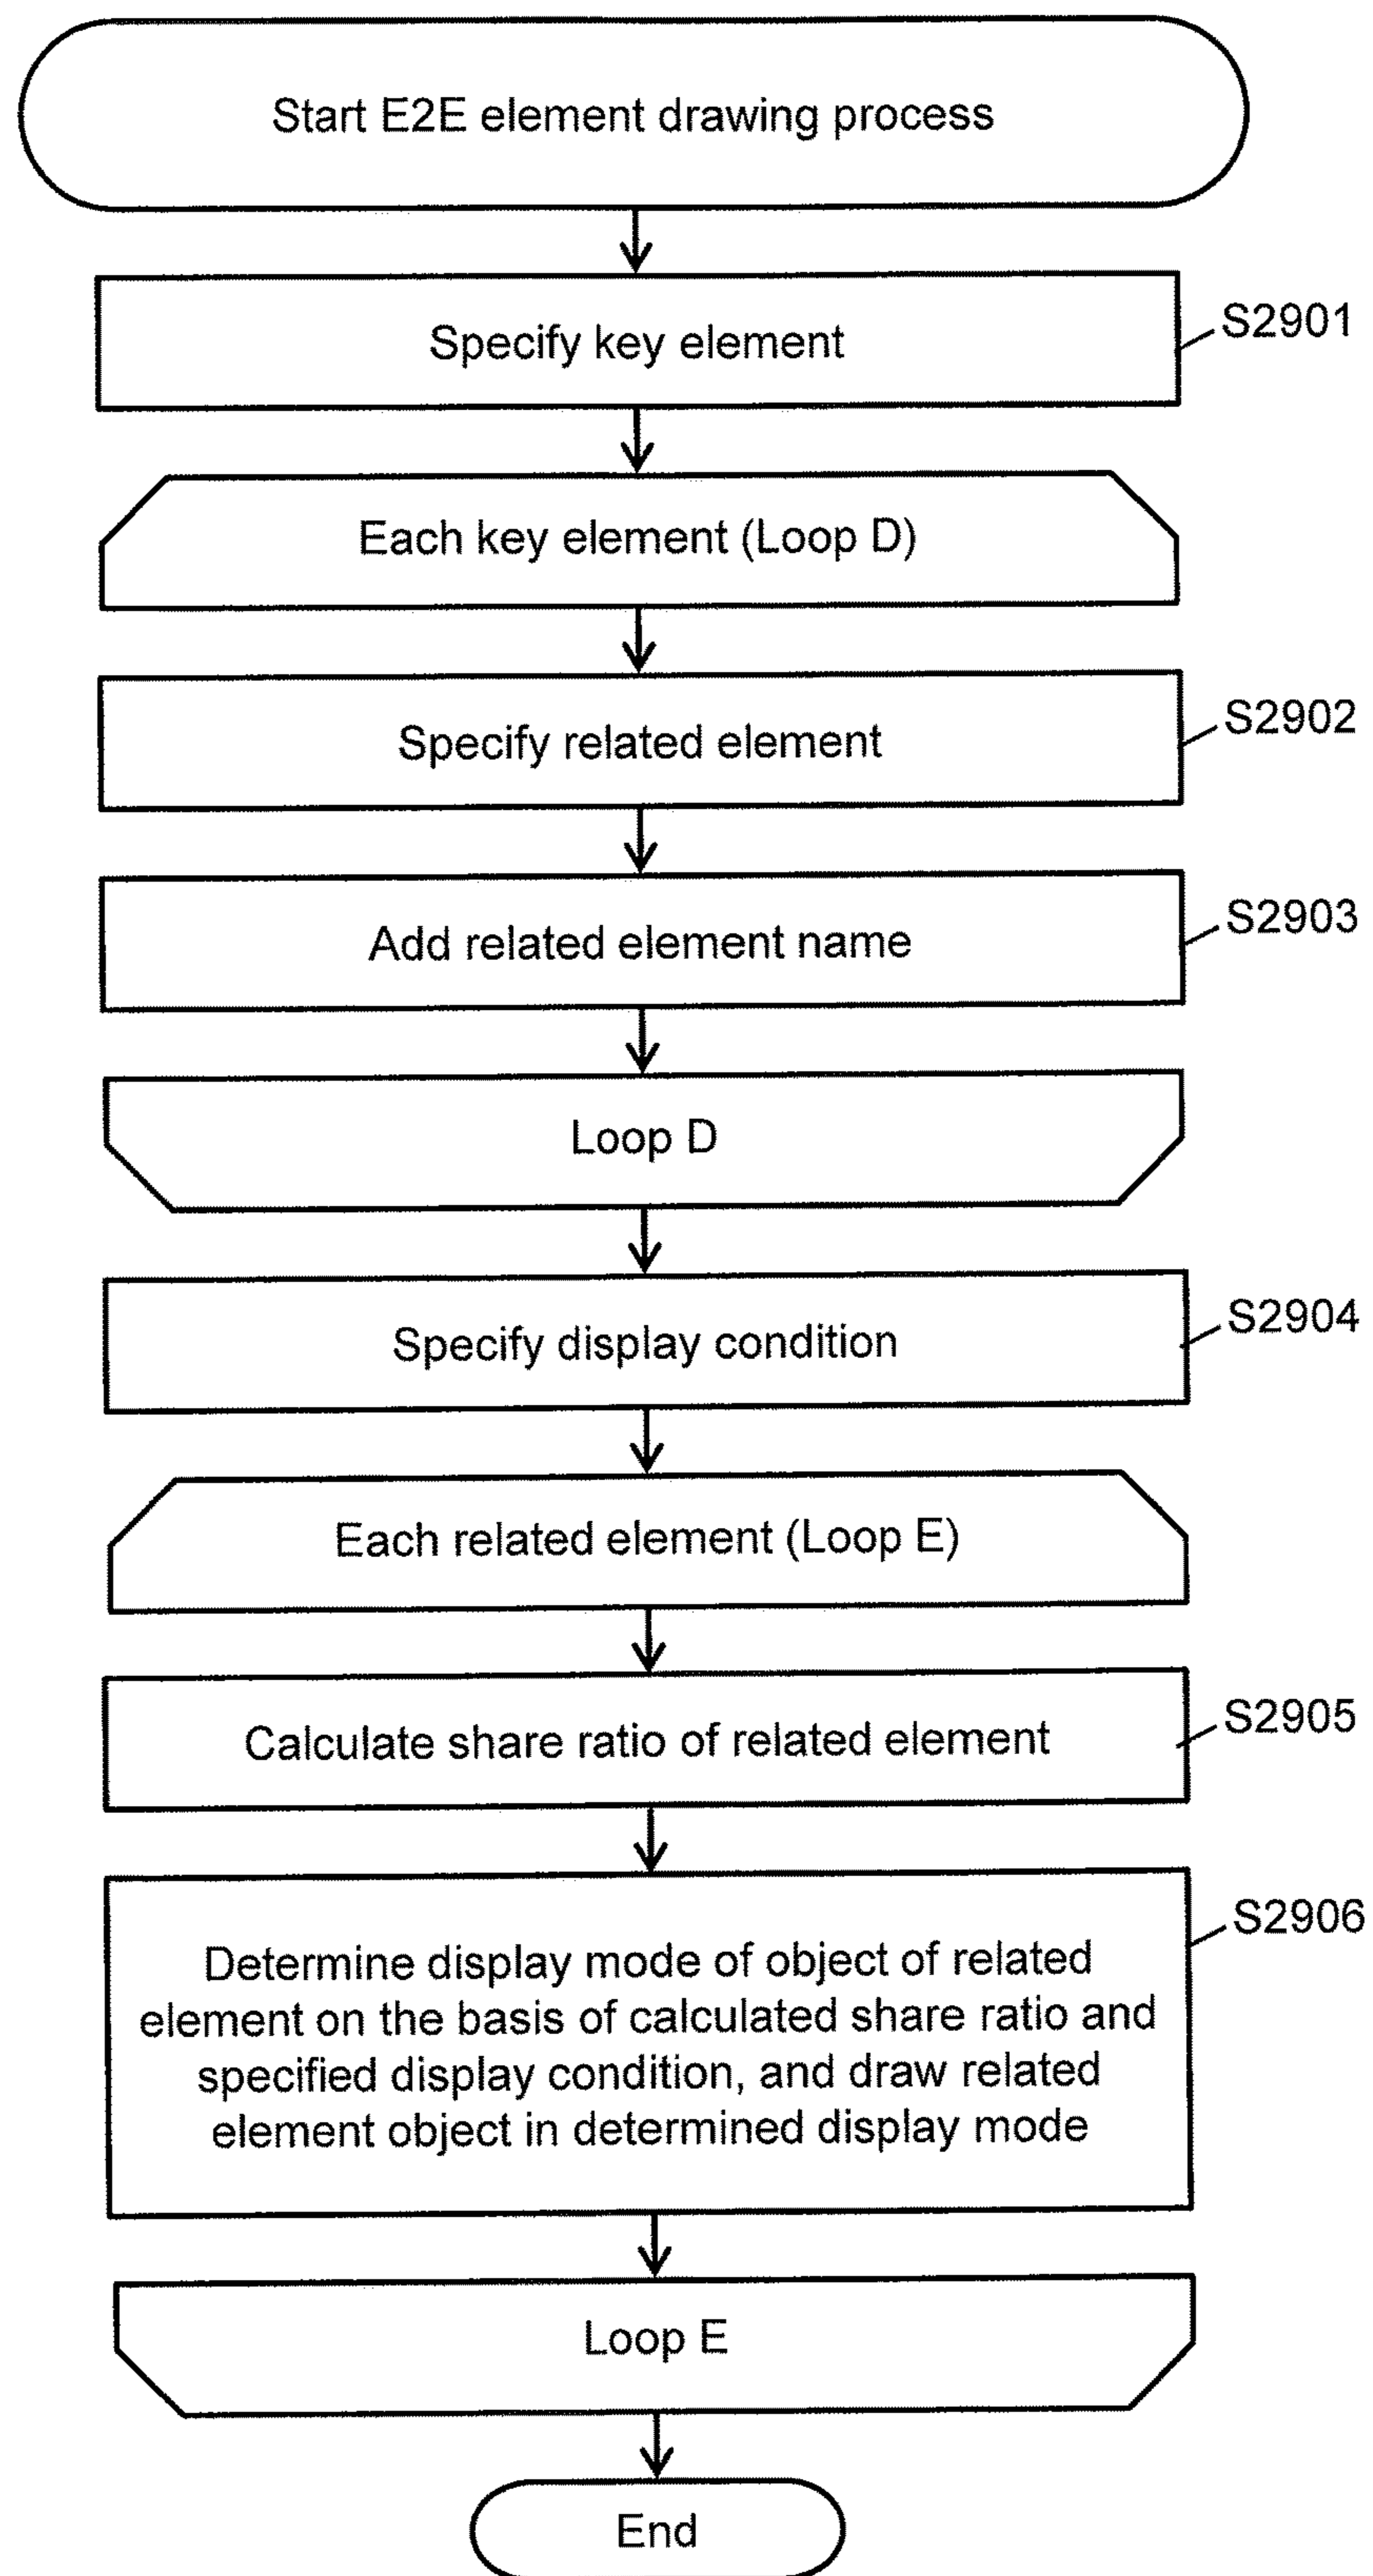 Start E2E element drawing process
Specify key element
S2901
Each key element (Loop D)
Specify related element
S2902
Add related element name
S2903
Loop D
Specify display condition
S2904
Each related element (Loop E)
Calculate share ratio of related element
S2905
Determine display mode of object of related
element on the basis of calculated share ratio and
specified display condition, and draw related
element object in determined display mode
S2906
Loop E
End